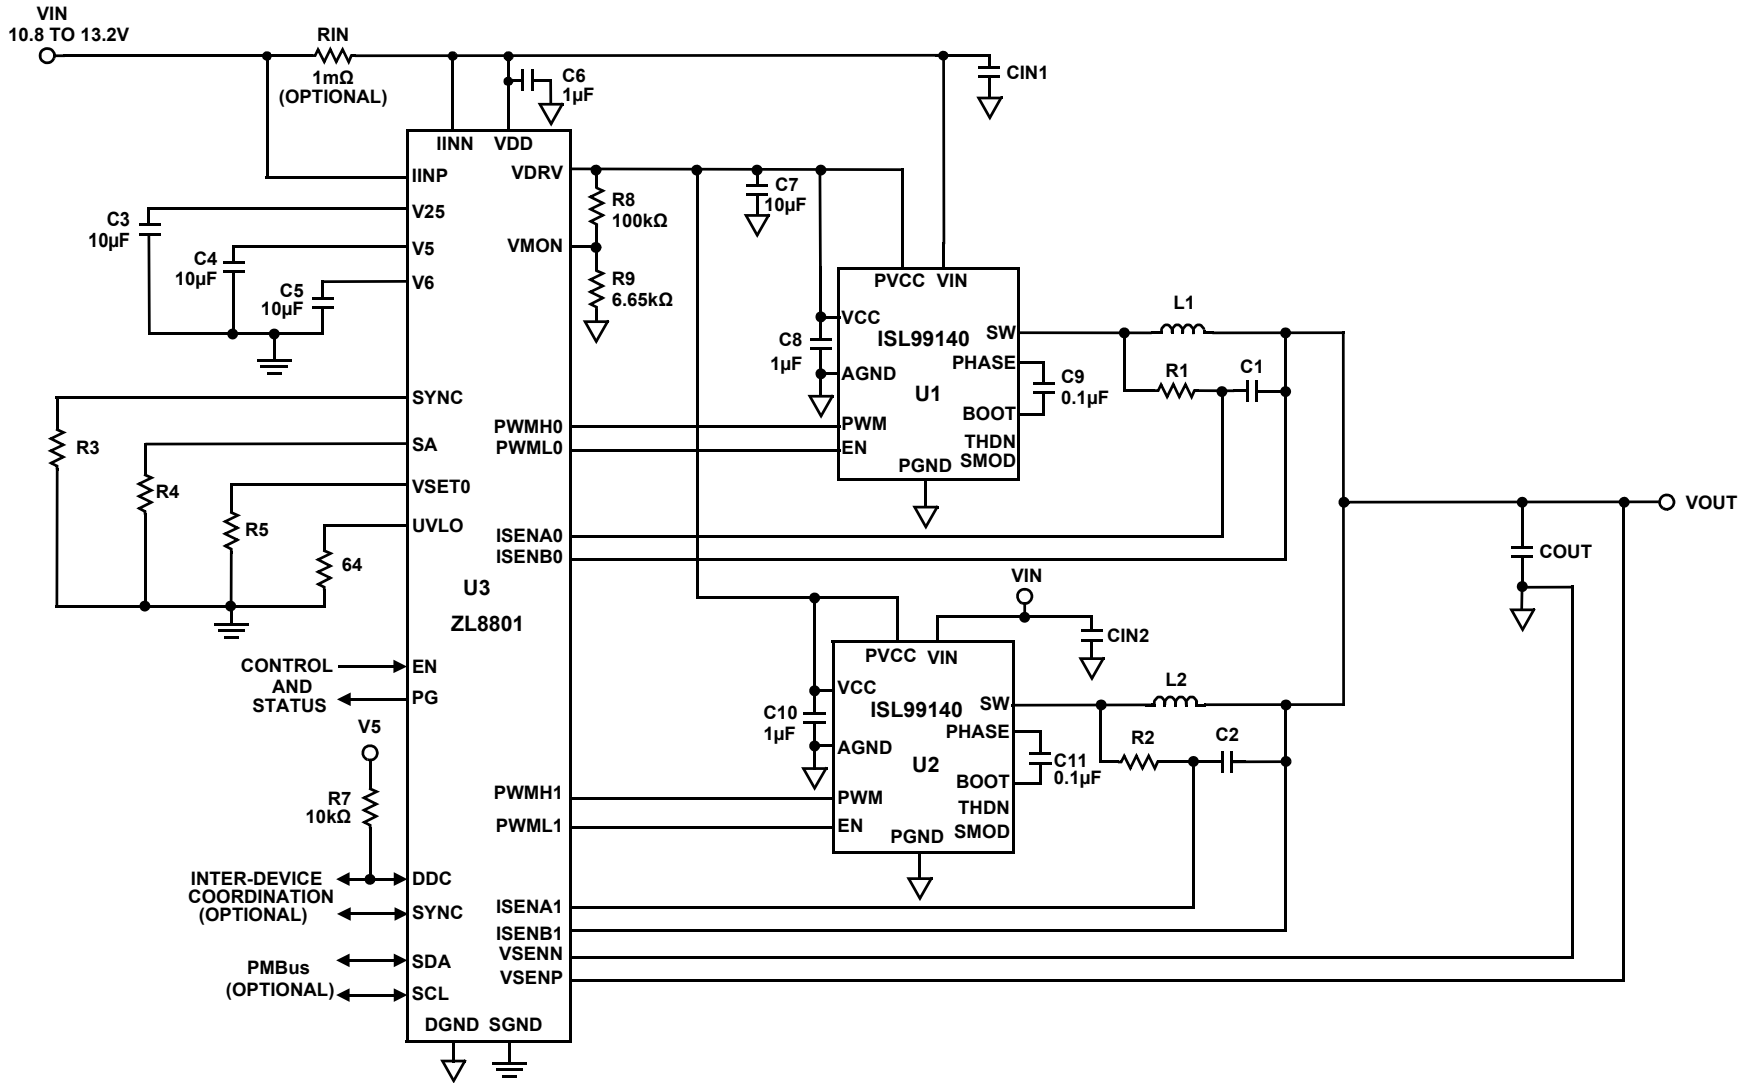 VIN
10.8 TO 13.2V
RIN
1mΩ
(OPTIONAL)
C6
1µF
CIN1
IINN
VDD
IINP
V25
V5
V6
C3
10µF
C4
10µF
C5
10µF
SYNC
SA
VSET0
UVLO
R3
R4
R5
64
U3
ZL8801
CONTROL
AND
STATUS
EN
PG
V5
R7
10kΩ
INTER-DEVICE
COORDINATION
(OPTIONAL)
DDC
SYNC
PMBus
(OPTIONAL)
SDA
SCL
DGND
SGND
VDRV
VMON
R8
100kΩ
R9
6.65kΩ
C7
10µF
C8
1µF
PWMH0
PWML0
ISENA0
ISENB0
PWMH1
PWML1
ISENA1
ISENB1
VSENN
VSENP
PVCC
VIN
VCC
ISL99140
AGND
U1
PWM
EN
PGND
SW
PHASE
BOOT
THDN
SMOD
C9
0.1µF
L1
R1
C1
VOUT
COUT
VIN
CIN2
PVCC
VIN
VCC
ISL99140
AGND
U2
PWM
EN
PGND
SW
PHASE
BOOT
THDN
SMOD
C10
1µF
C11
0.1µF
L2
R2
C2